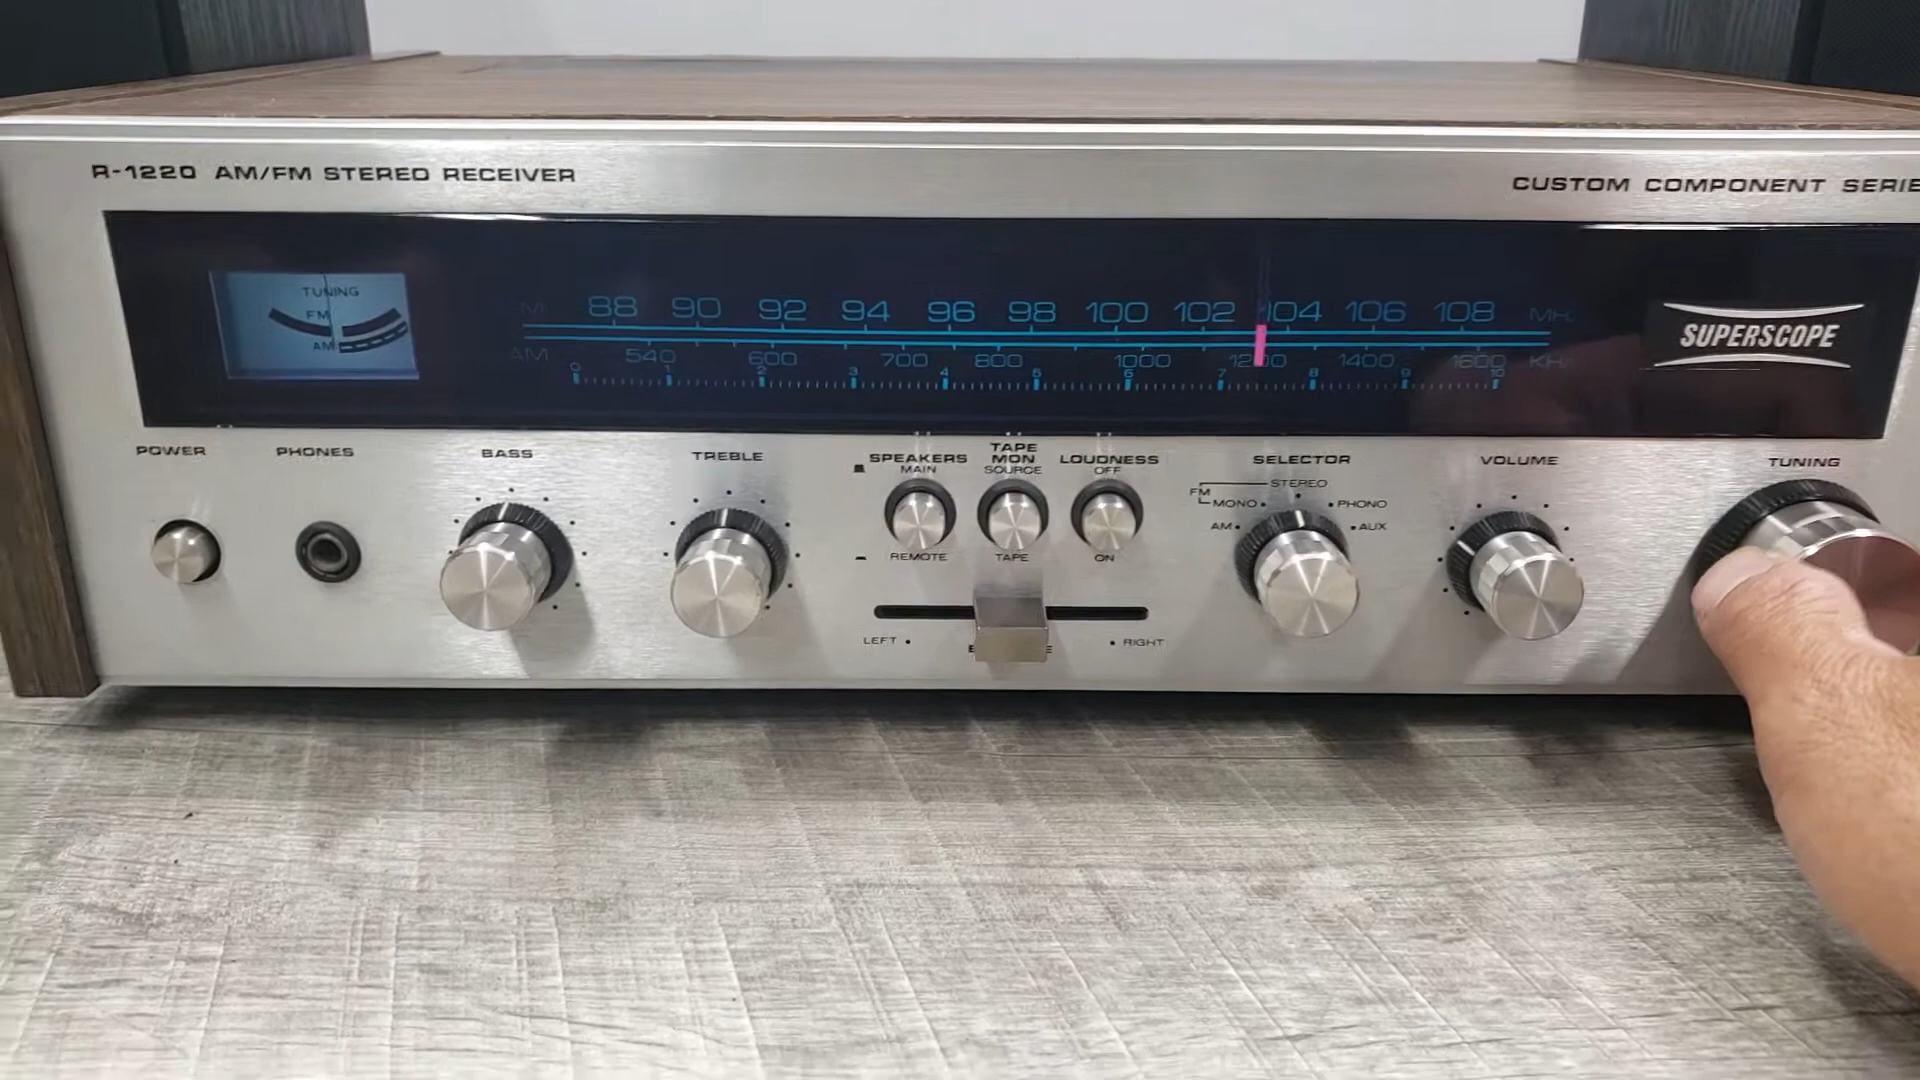 R-1220 AM/FM STEREO RECEIVER
CUSTOM COMPONENT SERIE
TUNING
FM
AM
88 90 92 94 96 98 100 102 104 106 108
AM 540 600 700 800 1000 1200 1400 1600
0 1 2 3 4 5 6 7 8 9 10
SUPERSCOPE
POWER
PHONES
BASS
TREBLE
SPEAKERS
MAIN
REMOTE
TAPE
MON
SOURCE
TAPE
LOUDNESS
OFF
ON
LEFT
RIGHT
SELECTOR
FM
STEREO
MONO
PHONO
AM
AUX
VOLUME
TUNING